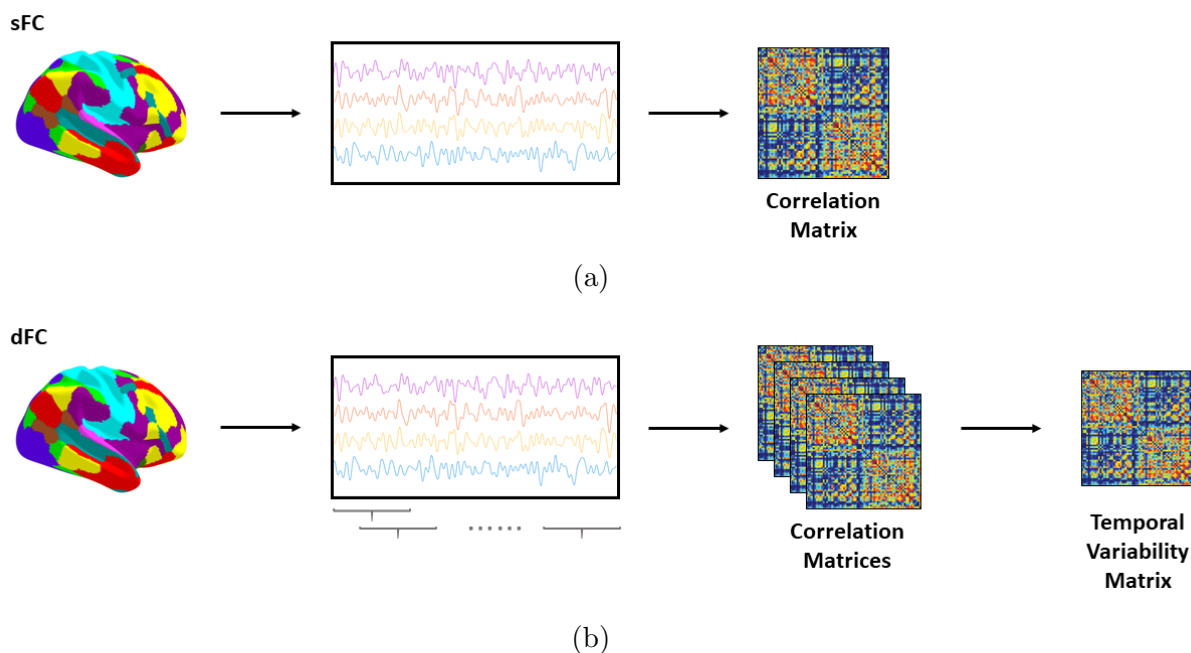 sFC
Correlation
Matrix
(a)
dFC
Correlation
Matrices
Temporal
Variability
Matrix
(b)